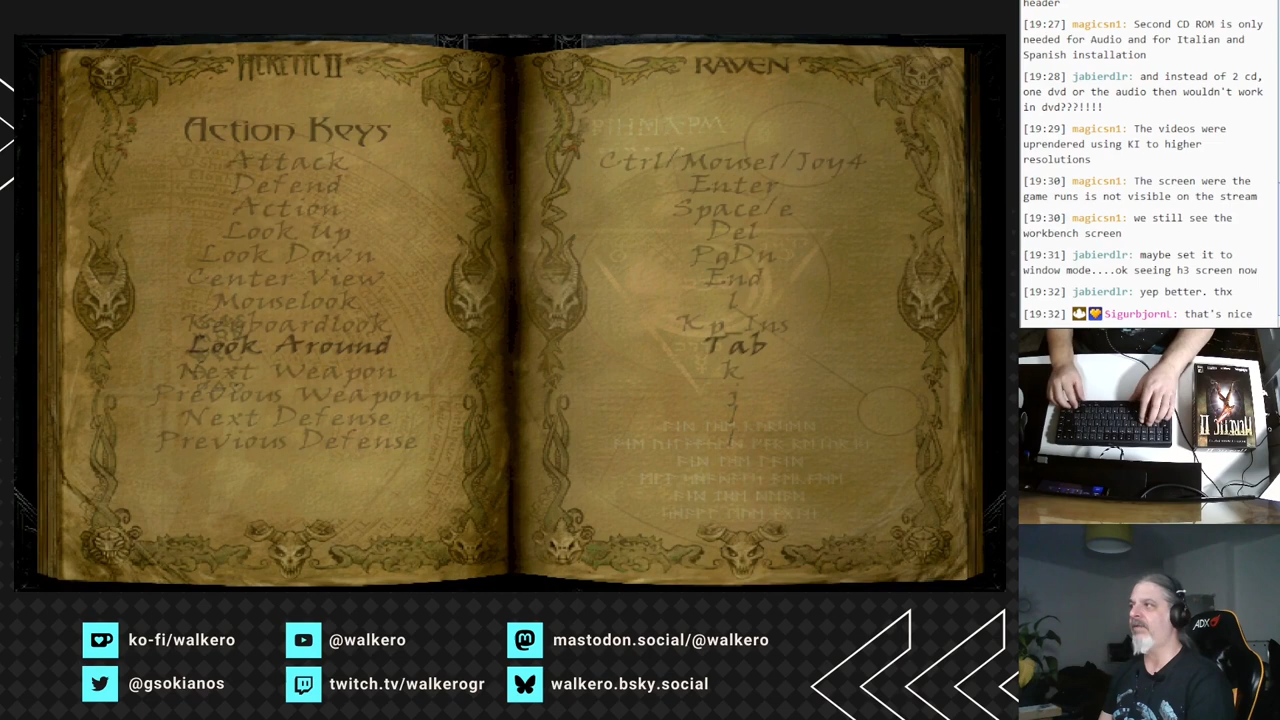 HERETIC II
RAVEN
Action Keys
Attack
Ctrl/Mouse1/Joy4
Defend
Enter
Action
Space/e
Look Up
Del
Look Down
PgDn
Center View
End
Mouselook
l
Keyboardlook
Kp_Ins
Look Around
Tab
Next Weapon
k
Previous Weapon
j
Next Defense
Previous Defense
header
[19:27] magicsn1: Second CD ROM is only
needed for Audio and for Italian and
Spanish installation
[19:28] jabierdlr: and instead of 2 cd,
one dvd or the audio then wouldn't work
in dvd???!!!!
[19:29] magicsn1: The videos were
uprendered using KI to higher
resolutions
[19:30] magicsn1: The screen were the
game runs is not visible on the stream
[19:30] magicsn1: we still see the
workbench screen
[19:31] jabierdlr: maybe set it to
window mode....ok seeing h3 screen now
[19:32] jabierdlr: yep better. thx
[19:32] SigurbjornL: that's nice
HERETIC II
ADX
ko-fi/walkero
@walkero
mastodon.social/@walkero
@gsokianos
twitch.tv/walkerogr
walkero.bsky.social